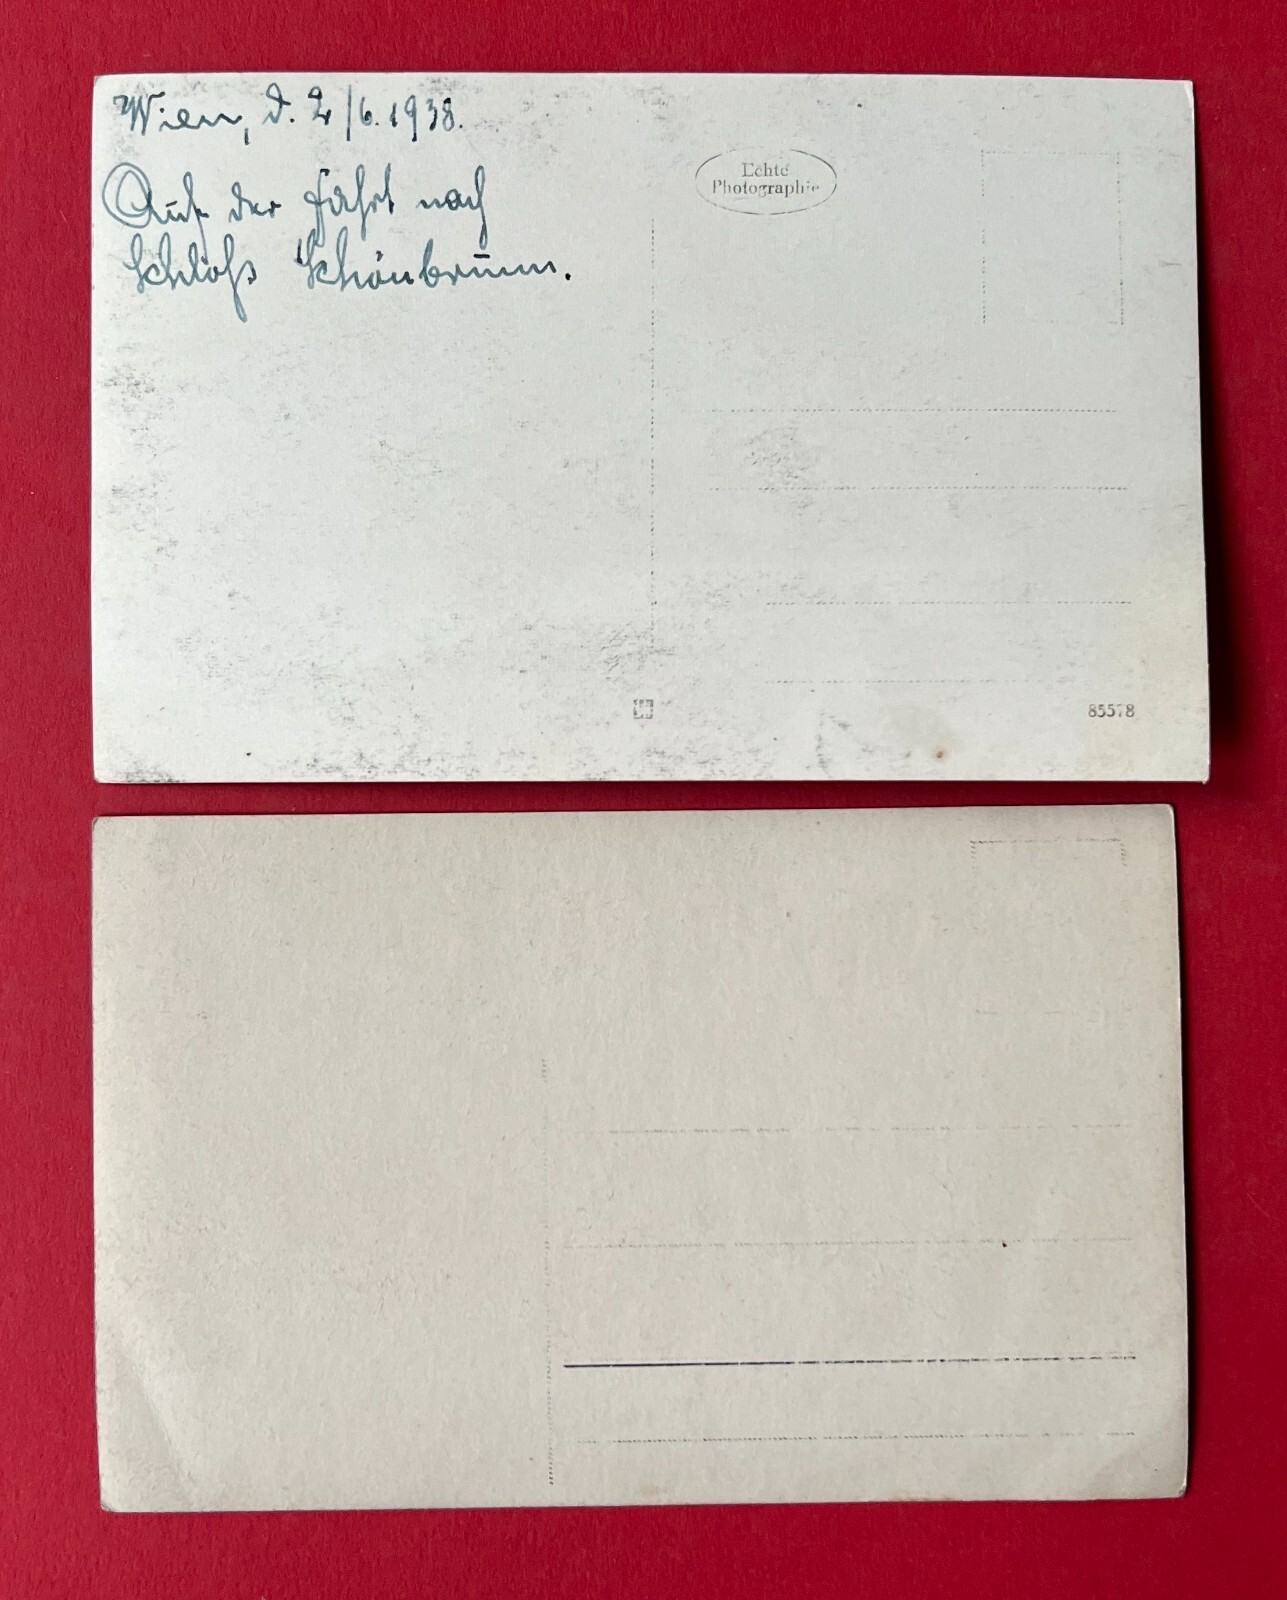 Wien, d. 2/6. 1938.
Auf der Fahrt nach
Schloß Schönbrunn.
Echte
Photographie
85578